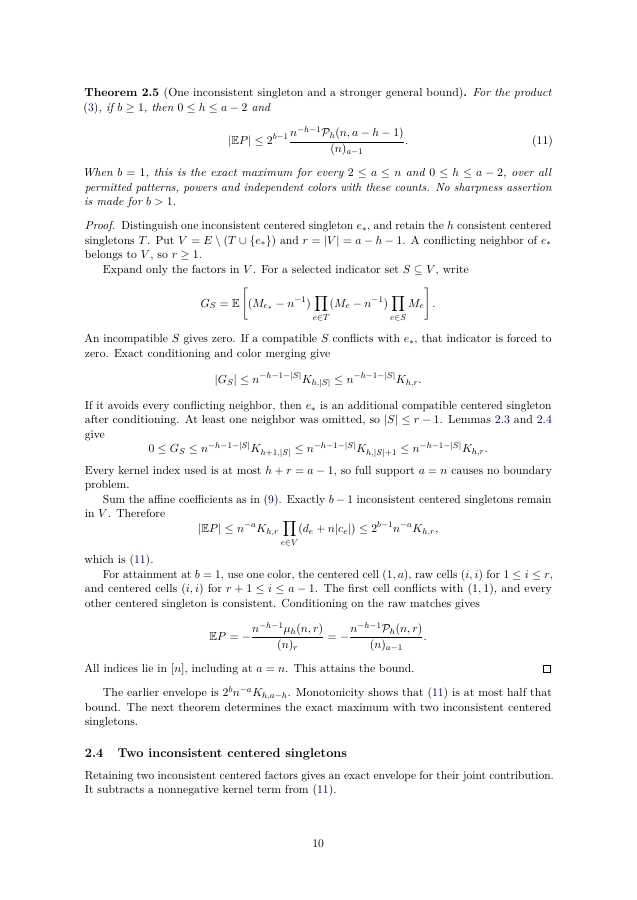 Theorem 2.5 (One inconsistent singleton and a stronger general bound). For the product
(3), if b ≥ 1, then 0 ≤ h ≤ a − 2 and
|𝔼P| ≤ 2^{b−1} \frac{n^{−h−1}𝒫_h(n, a − h − 1)}{(n)_{a−1}}. (11)
When b = 1, this is the exact maximum for every 2 ≤ a ≤ n and 0 ≤ h ≤ a − 2, over all
permitted patterns, powers and independent colors with these counts. No sharpness assertion
is made for b > 1.
Proof. Distinguish one inconsistent centered singleton e_∗, and retain the h consistent centered
singletons T. Put V = E \ (T ∪ {e_∗}) and r = |V| = a − h − 1. A conflicting neighbor of e_∗
belongs to V, so r ≥ 1.
Expand only the factors in V. For a selected indicator set S ⊆ V, write
G_S = 𝔼 [ (M_{e_∗} − n^{−1}) ∏_{e∈T} (M_e − n^{−1}) ∏_{e∈S} M_e ] .
An incompatible S gives zero. If a compatible S conflicts with e_∗, that indicator is forced to
zero. Exact conditioning and color merging give
|G_S| ≤ n^{−h−1−|S|}K_{h,|S|} ≤ n^{−h−1−|S|}K_{h,r}.
If it avoids every conflicting neighbor, then e_∗ is an additional compatible centered singleton
after conditioning. At least one neighbor was omitted, so |S| ≤ r − 1. Lemmas 2.3 and 2.4
give
0 ≤ G_S ≤ n^{−h−1−|S|}K_{h+1,|S|} ≤ n^{−h−1−|S|}K_{h,|S|+1} ≤ n^{−h−1−|S|}K_{h,r}.
Every kernel index used is at most h + r = a − 1, so full support a = n causes no boundary
problem.
Sum the affine coefficients as in (9). Exactly b − 1 inconsistent centered singletons remain
in V. Therefore
|𝔼P| ≤ n^{−a}K_{h,r} ∏_{e∈V} (d_e + n|c_e|) ≤ 2^{b−1}n^{−a}K_{h,r},
which is (11).
For attainment at b = 1, use one color, the centered cell (1, a), raw cells (i, i) for 1 ≤ i ≤ r,
and centered cells (i, i) for r + 1 ≤ i ≤ a − 1. The first cell conflicts with (1, 1), and every
other centered singleton is consistent. Conditioning on the raw matches gives
𝔼P = −\frac{n^{−h−1}μ_h(n, r)}{(n)_r} = −\frac{n^{−h−1}𝒫_h(n, r)}{(n)_{a−1}}.
All indices lie in [n], including at a = n. This attains the bound. □
The earlier envelope is 2^b n^{−a}K_{h,a−h}. Monotonicity shows that (11) is at most half that
bound. The next theorem determines the exact maximum with two inconsistent centered
singletons.
2.4 Two inconsistent centered singletons
Retaining two inconsistent centered factors gives an exact envelope for their joint contribution.
It subtracts a nonnegative kernel term from (11).
10